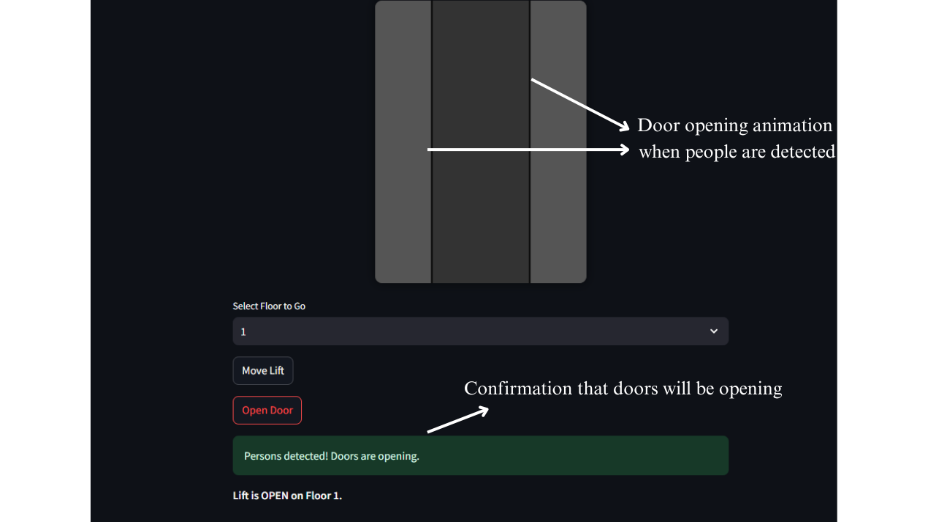 Door opening animation
when people are detected
Select Floor to Go
1
Move Lift
Confirmation that doors will be opening
Open Door
Persons detected! Doors are opening.
Lift is OPEN on Floor 1.